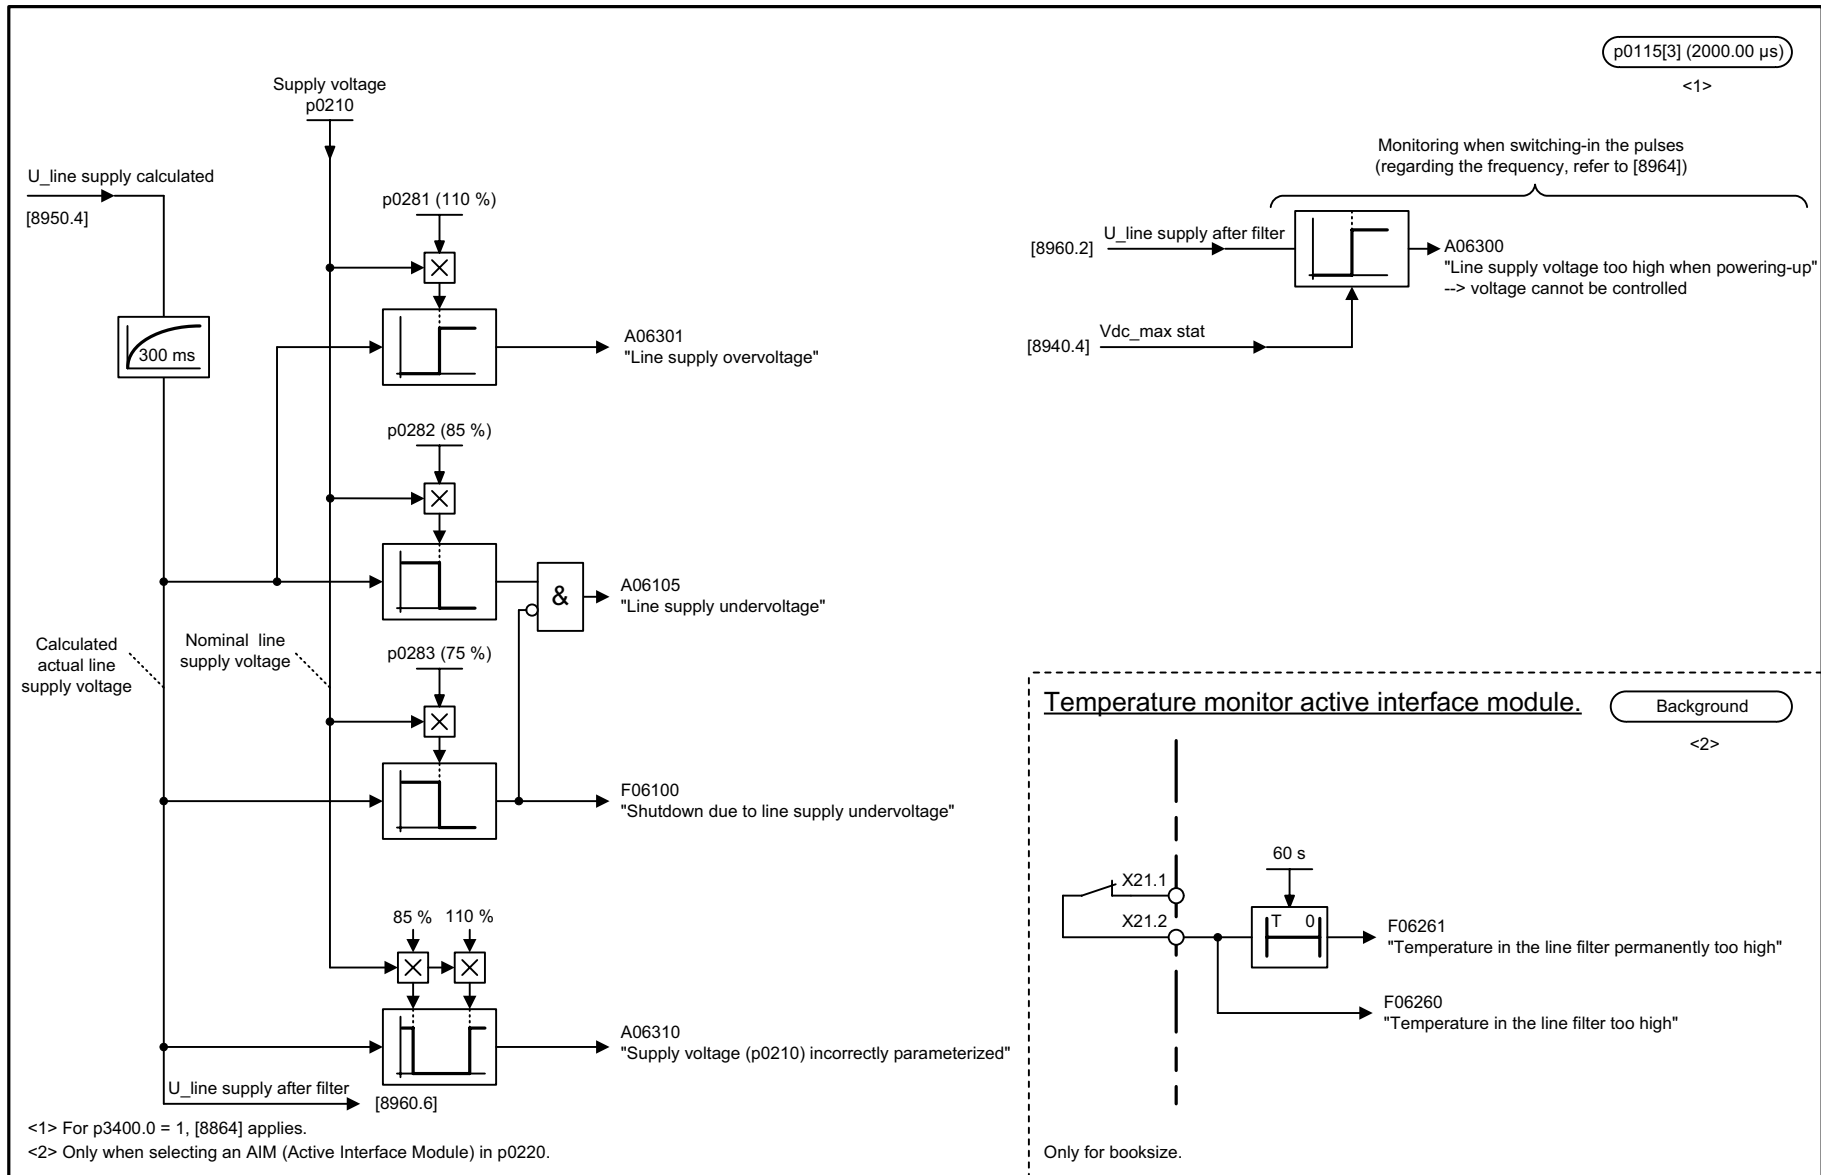 p0115[3] (2000.00 µs)
<1>
Supply voltage
p0210
U_line supply calculated
[8950.4]
p0281 (110 %)
300 ms
A06301
"Line supply overvoltage"
p0282 (85 %)
&
A06105
"Line supply undervoltage"
Calculated
actual line
supply voltage
Nominal line
supply voltage
p0283 (75 %)
F06100
"Shutdown due to line supply undervoltage"
85 %
110 %
A06310
"Supply voltage (p0210) incorrectly parameterized"
U_line supply after filter
[8960.6]
<1> For p3400.0 = 1, [8864] applies.
<2> Only when selecting an AIM (Active Interface Module) in p0220.
Monitoring when switching-in the pulses
(regarding the frequency, refer to [8964])
[8960.2]
U_line supply after filter
A06300
"Line supply voltage too high when powering-up"
--> voltage cannot be controlled
[8940.4]
Vdc_max stat
Temperature monitor active interface module.
Background
<2>
X21.1
X21.2
60 s
T 0
F06261
"Temperature in the line filter permanently too high"
F06260
"Temperature in the line filter too high"
Only for booksize.